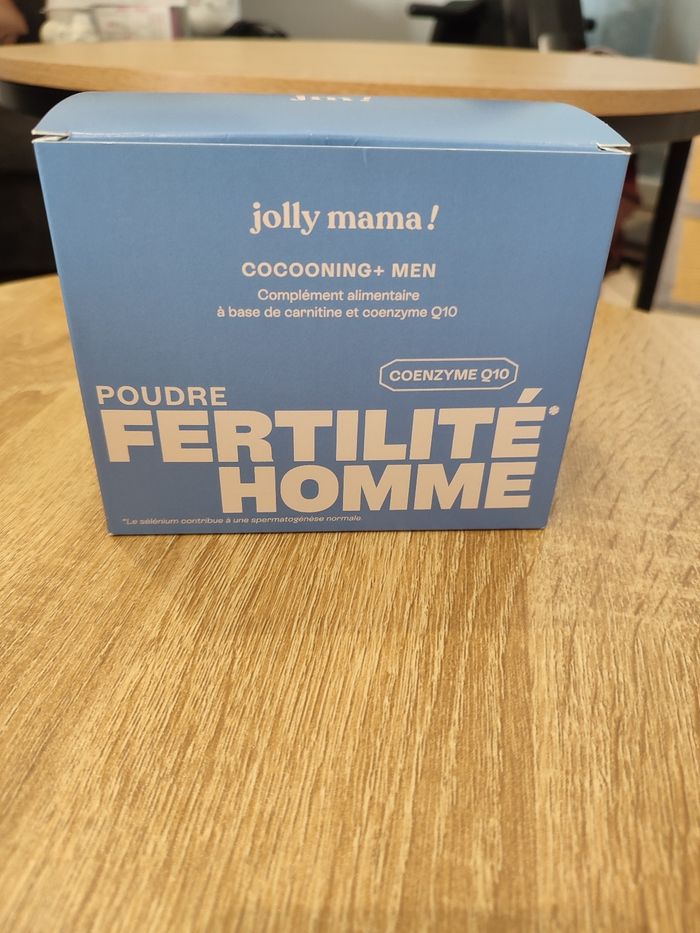 jolly mama!
COCOONING+ MEN
Complément alimentaire
à base de carnitine et coenzyme Q10
COENZYME Q10
POUDRE
FERTILITÉ*
HOMME
*Le sélénium contribue à une spermatogénèse normale